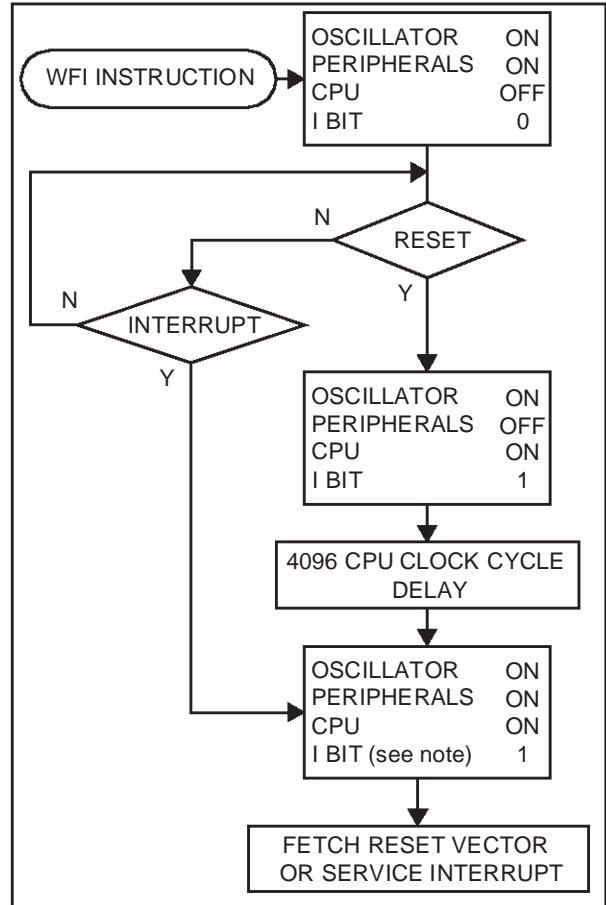 WFI INSTRUCTION
OSCILLATOR ON
PERIPHERALS ON
CPU OFF
I BIT 0
N
RESET
Y
N
INTERRUPT
Y
OSCILLATOR ON
PERIPHERALS OFF
CPU ON
I BIT 1
4096 CPU CLOCK CYCLE
DELAY
OSCILLATOR ON
PERIPHERALS ON
CPU ON
I BIT (see note) 1
FETCH RESET VECTOR
OR SERVICE INTERRUPT